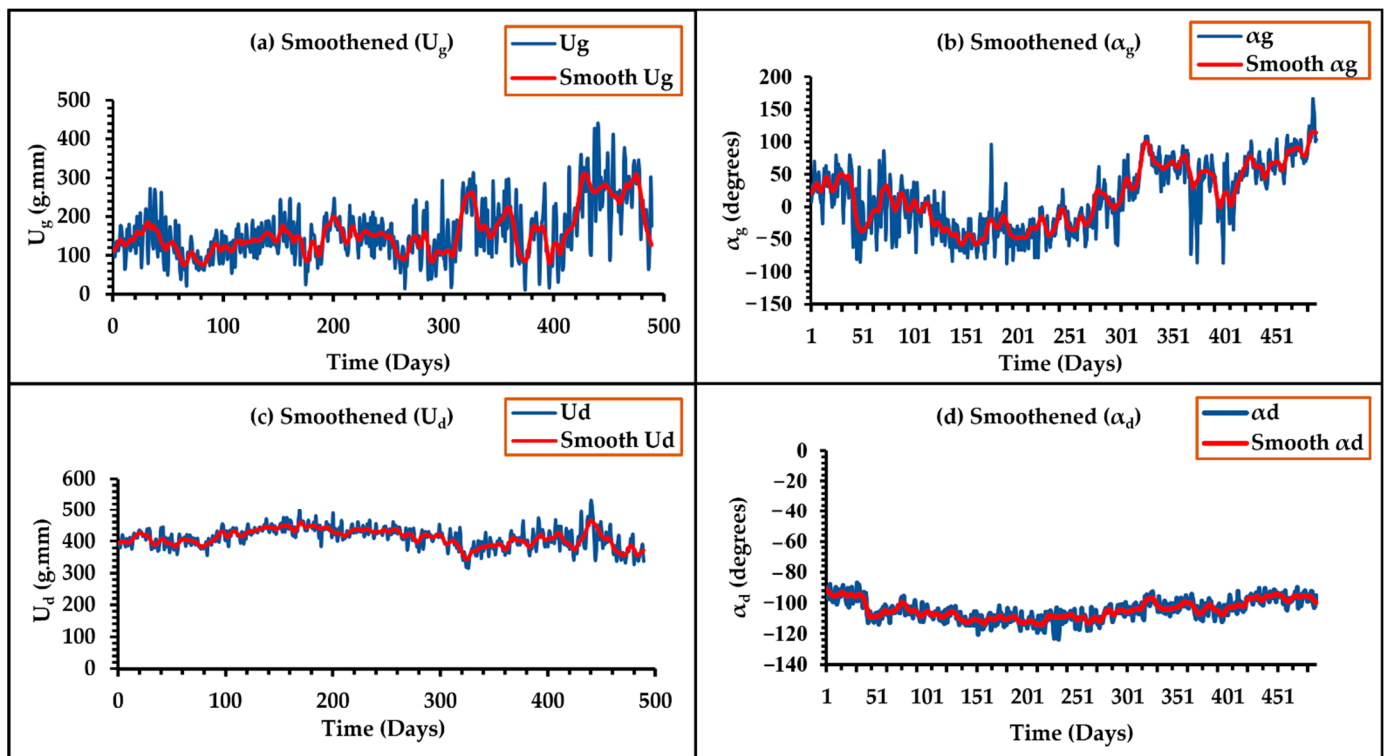 (a) Smoothened (Ug)
Ug
Smooth Ug
500
400
300
200
100
0
Ug (g.mm)
0 100 200 300 400 500
Time (Days)
(b) Smoothened (αg)
αg
Smooth αg
200
150
100
50
0
−50
−100
−150
αg (degrees)
1 51 101 151 201 251 301 351 401 451
Time (Days)
(c) Smoothened (Ud)
Ud
Smooth Ud
600
500
400
300
200
100
0
Ud (g.mm)
0 100 200 300 400 500
Time (Days)
(d) Smoothened (αd)
αd
Smooth αd
0
−20
−40
−60
−80
−100
−120
−140
αd (degrees)
1 51 101 151 201 251 301 351 401 451
Time (Days)